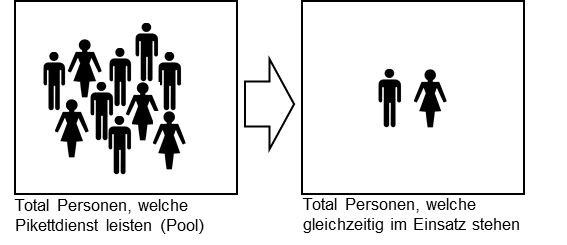 Total Personen, welche
Pikettdienst leisten (Pool)
Total Personen, welche
gleichzeitig im Einsatz stehen